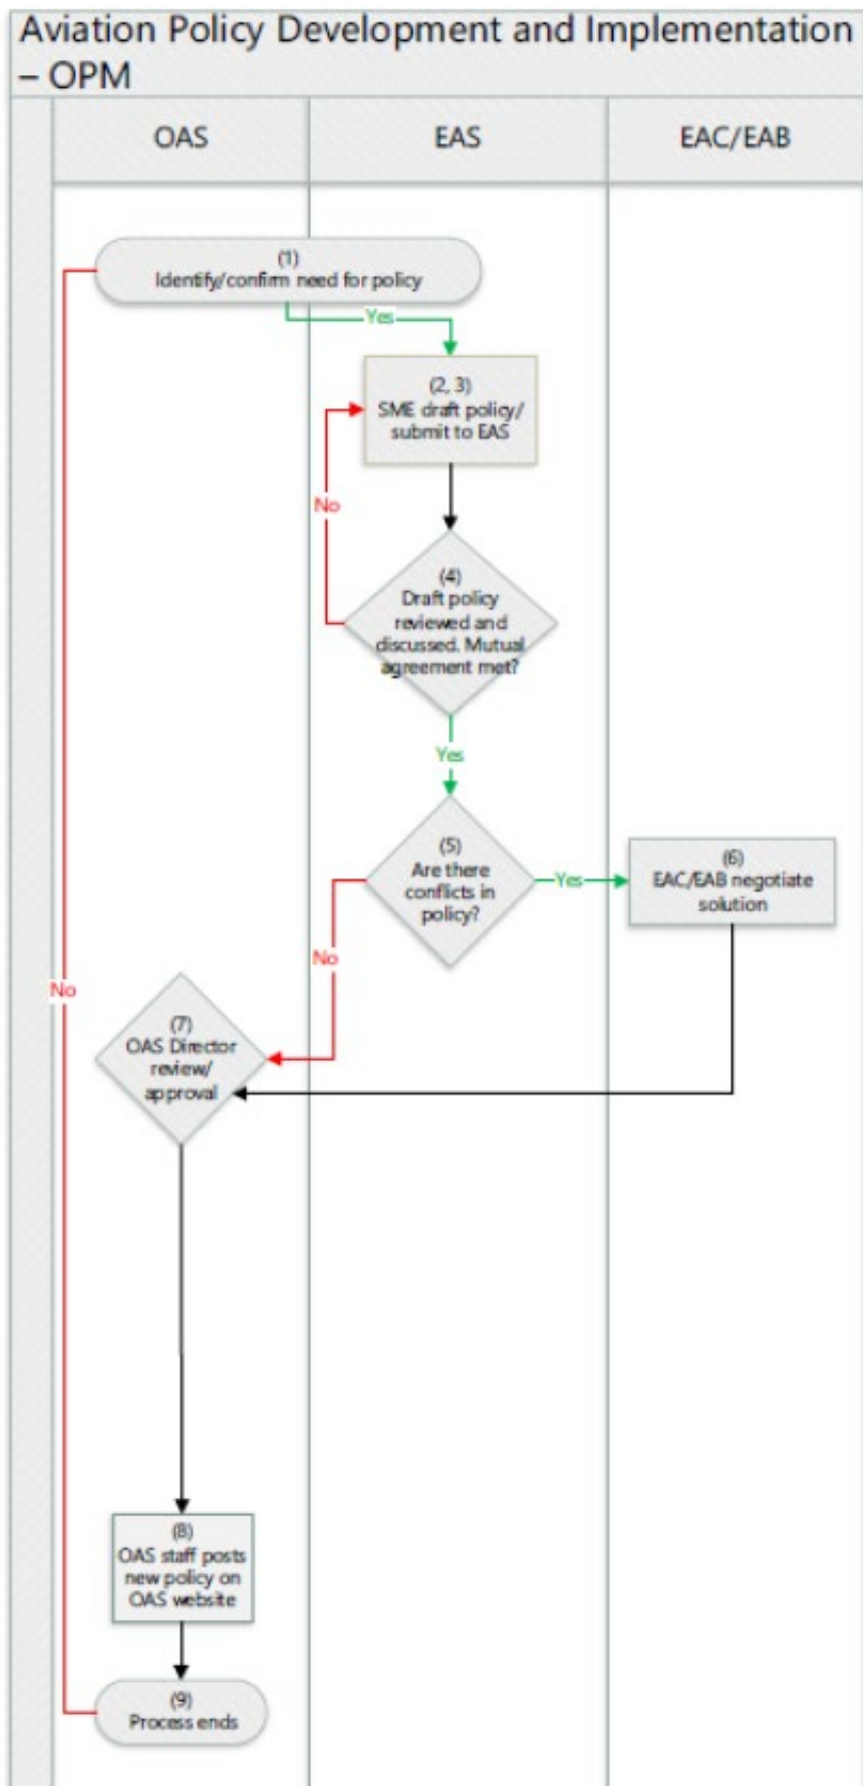 Aviation Policy Development and Implementation
– OPM
OAS
EAS
EAC/EAB
(1)
Identify/confirm need for policy
Yes
(2, 3)
SME draft policy/
submit to EAS
No
(4)
Draft policy
reviewed and
discussed. Mutual
agreement met?
Yes
(5)
Are there
conflicts in
policy?
Yes
(6)
EAC/EAB negotiate
solution
No
No
(7)
OAS Director
review/
approval
(8)
OAS staff posts
new policy on
OAS website
(9)
Process ends